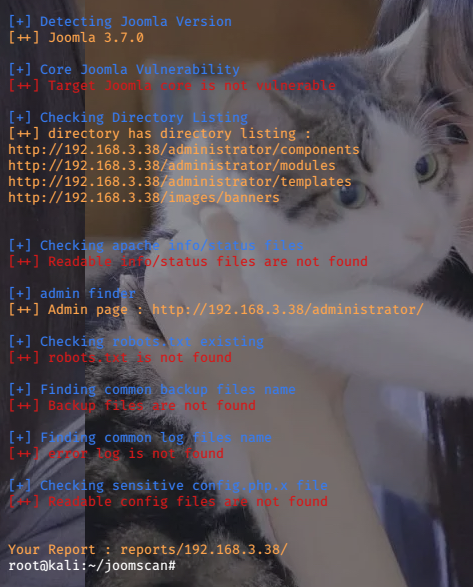 [+] Detecting Joomla Version
[++] Joomla 3.7.0
[+] Core Joomla Vulnerability
[++] Target Joomla core is not vulnerable
[+] Checking Directory Listing
[++] directory has directory listing :
http://192.168.3.38/administrator/components
http://192.168.3.38/administrator/modules
http://192.168.3.38/administrator/templates
http://192.168.3.38/images/banners
[+] Checking apache info/status files
[++] Readable info/status files are not found
[+] admin finder
[++] Admin page : http://192.168.3.38/administrator/
[+] Checking robots.txt existing
[++] robots.txt is not found
[+] Finding common backup files name
[++] Backup files are not found
[+] Finding common log files name
[++] error log is not found
[+] Checking sensitive config.php.x file
[++] Readable config files are not found
Your Report : reports/192.168.3.38/
root@kali:~/joomscan#